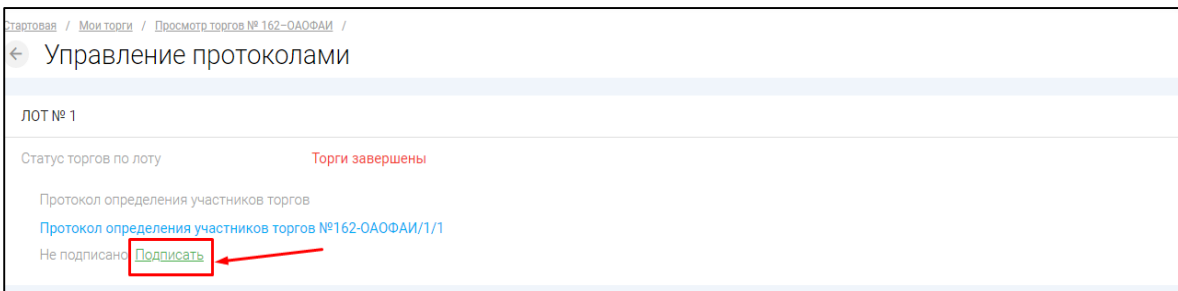 Стартовая / Мои торги / Просмотр торгов № 162–ОАОФАИ /
← Управление протоколами
ЛОТ № 1
Статус торгов по лоту Торги завершены
Протокол определения участников торгов
Протокол определения участников торгов №162-ОАОФАИ/1/1
Не подписано Подписать